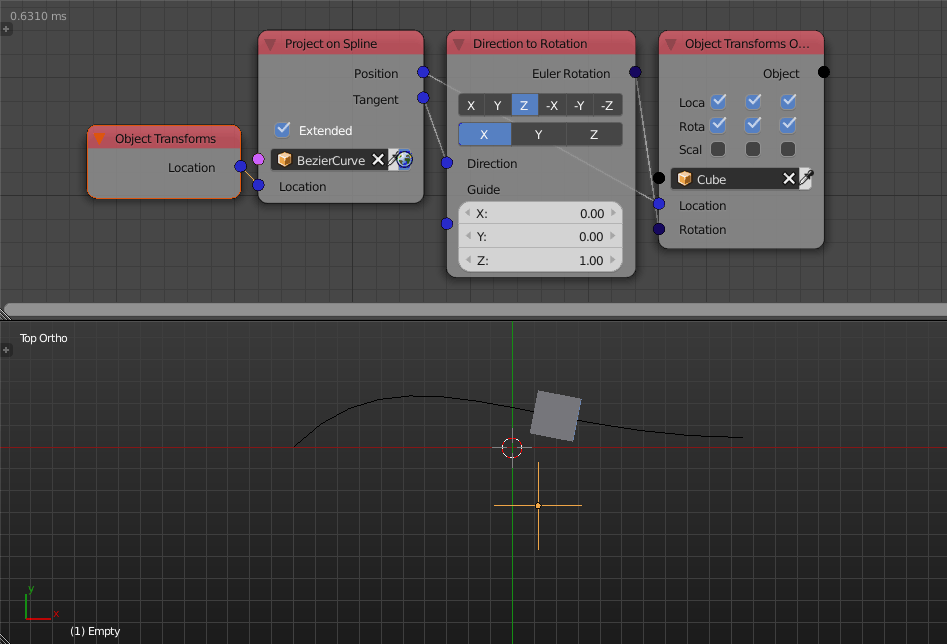 0.6310 ms
Object Transforms
Location
Project on Spline
Position
Tangent
Extended
BezierCurve
Location
Direction to Rotation
Euler Rotation
X Y Z -X -Y -Z
X Y Z
Direction
Guide
X: 0.00
Y: 0.00
Z: 1.00
Object Transforms O...
Object
Loca
Rota
Scal
Cube
Location
Rotation
Top Ortho
y
x
(1) Empty